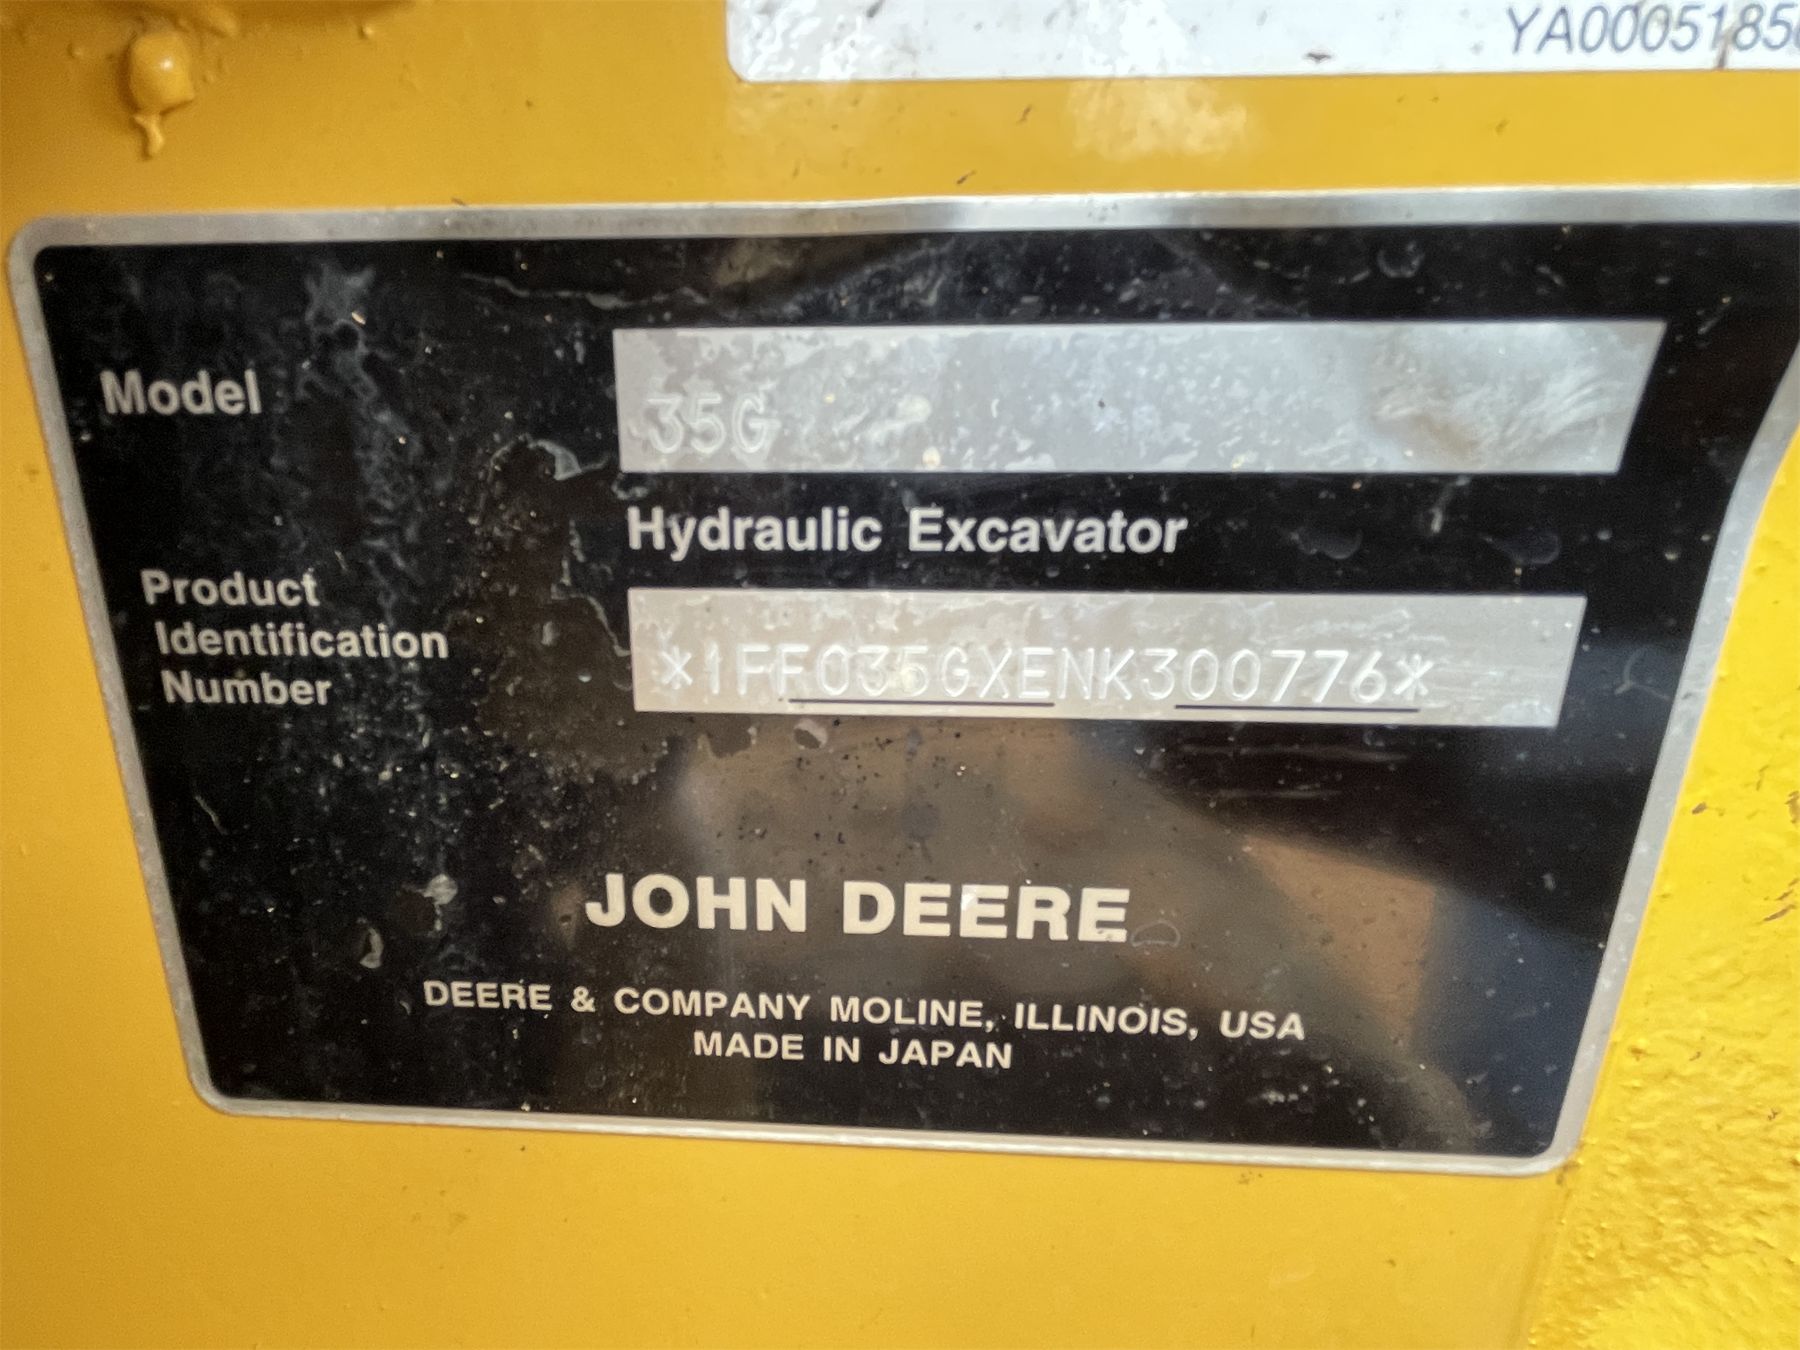 YA0005185
Model
35G
Hydraulic Excavator
Product
Identification
Number
*1FF035GXENK300776*
JOHN DEERE
DEERE & COMPANY MOLINE, ILLINOIS, USA
MADE IN JAPAN